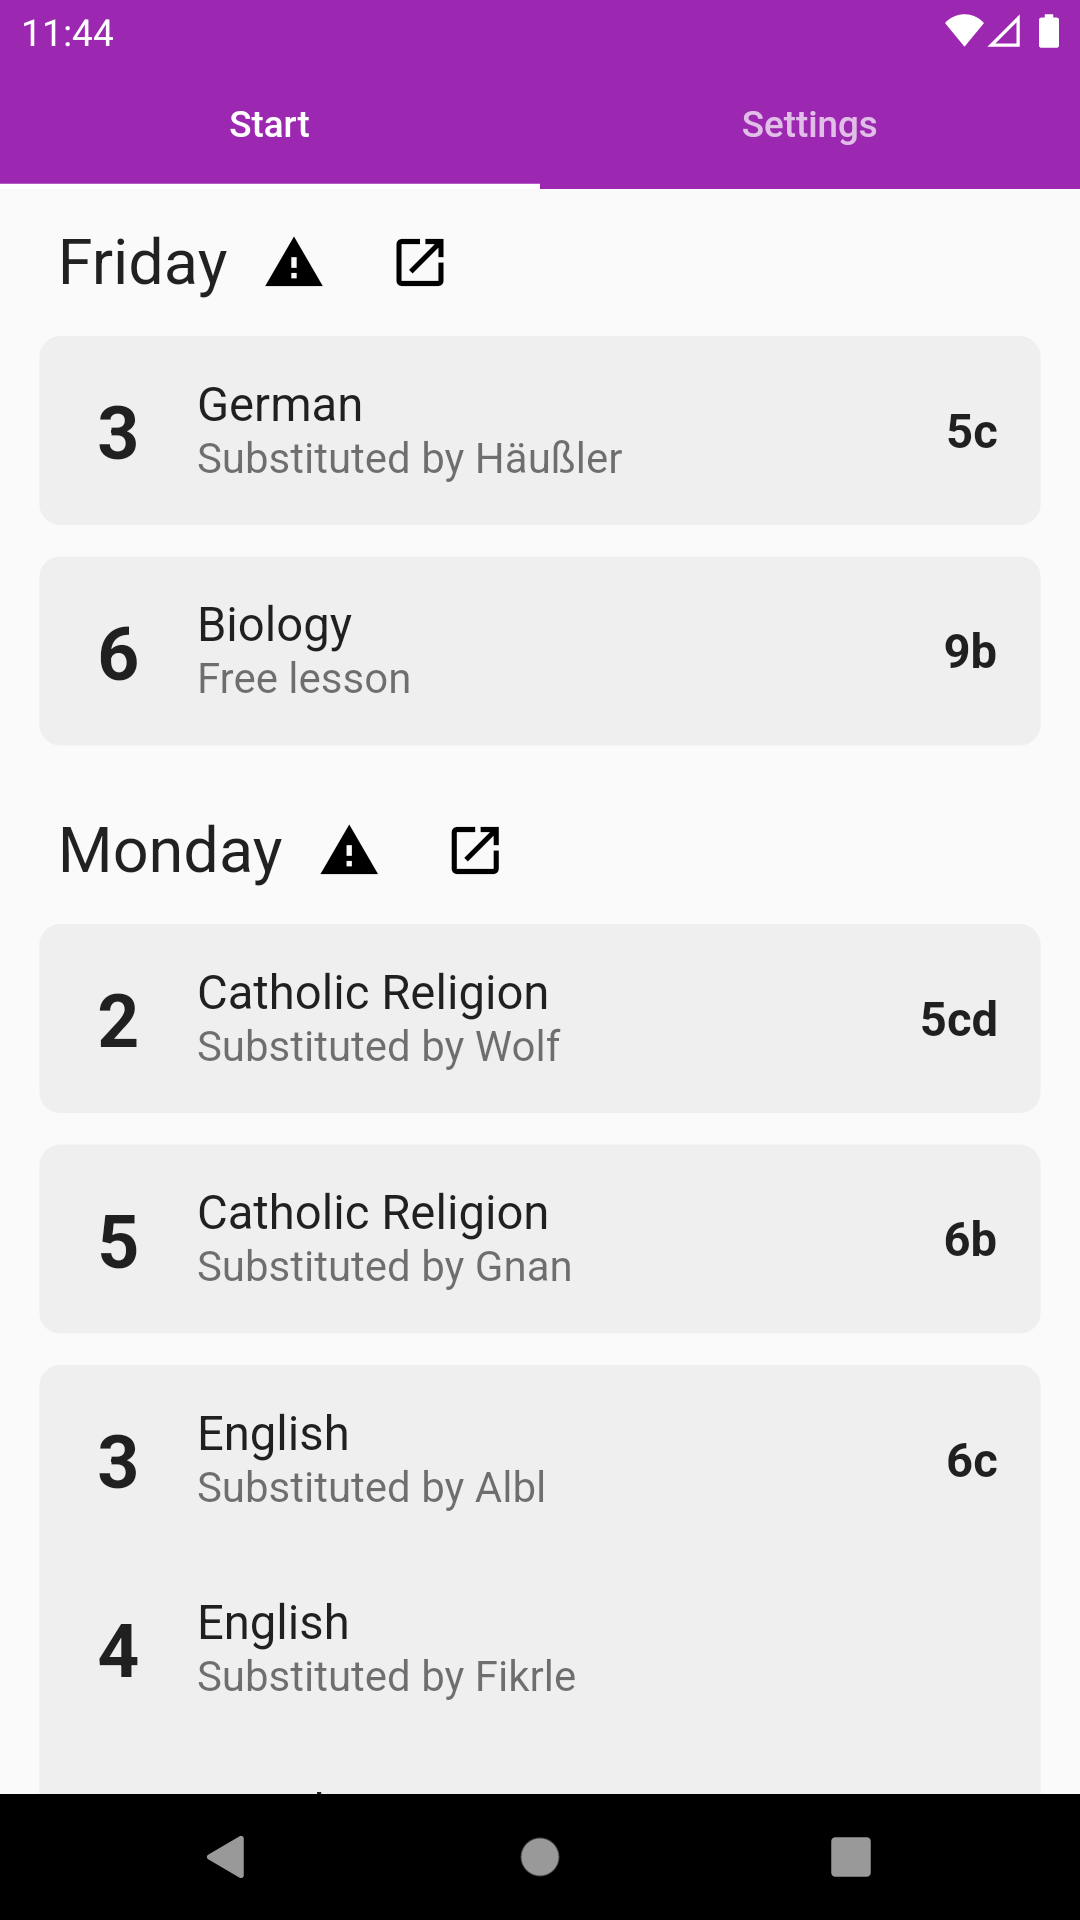 11:44
Start
Settings
Friday
3
German
Substituted by Häußler
5c
6
Biology
Free lesson
9b
Monday
2
Catholic Religion
Substituted by Wolf
5cd
5
Catholic Religion
Substituted by Gnan
6b
3
English
Substituted by Albl
6c
4
English
Substituted by Fikrle